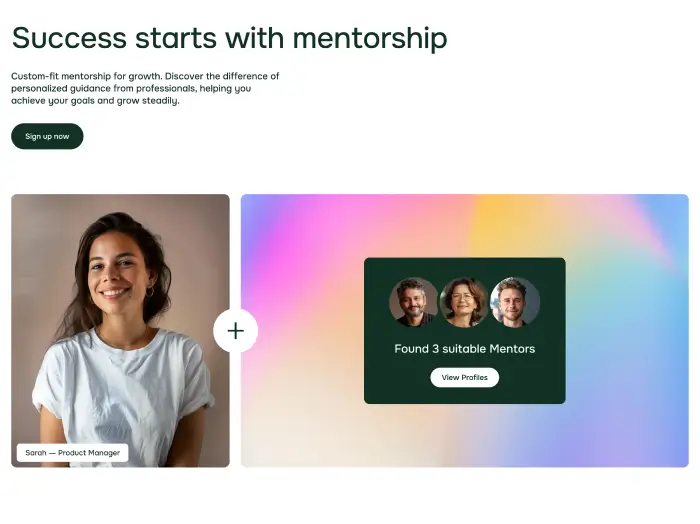 Success starts with mentorship
Custom-fit mentorship for growth. Discover the difference of
personalized guidance from professionals, helping you
achieve your goals and grow steadily.
Sign up now
Found 3 suitable Mentors
View Profiles
Sarah — Product Manager